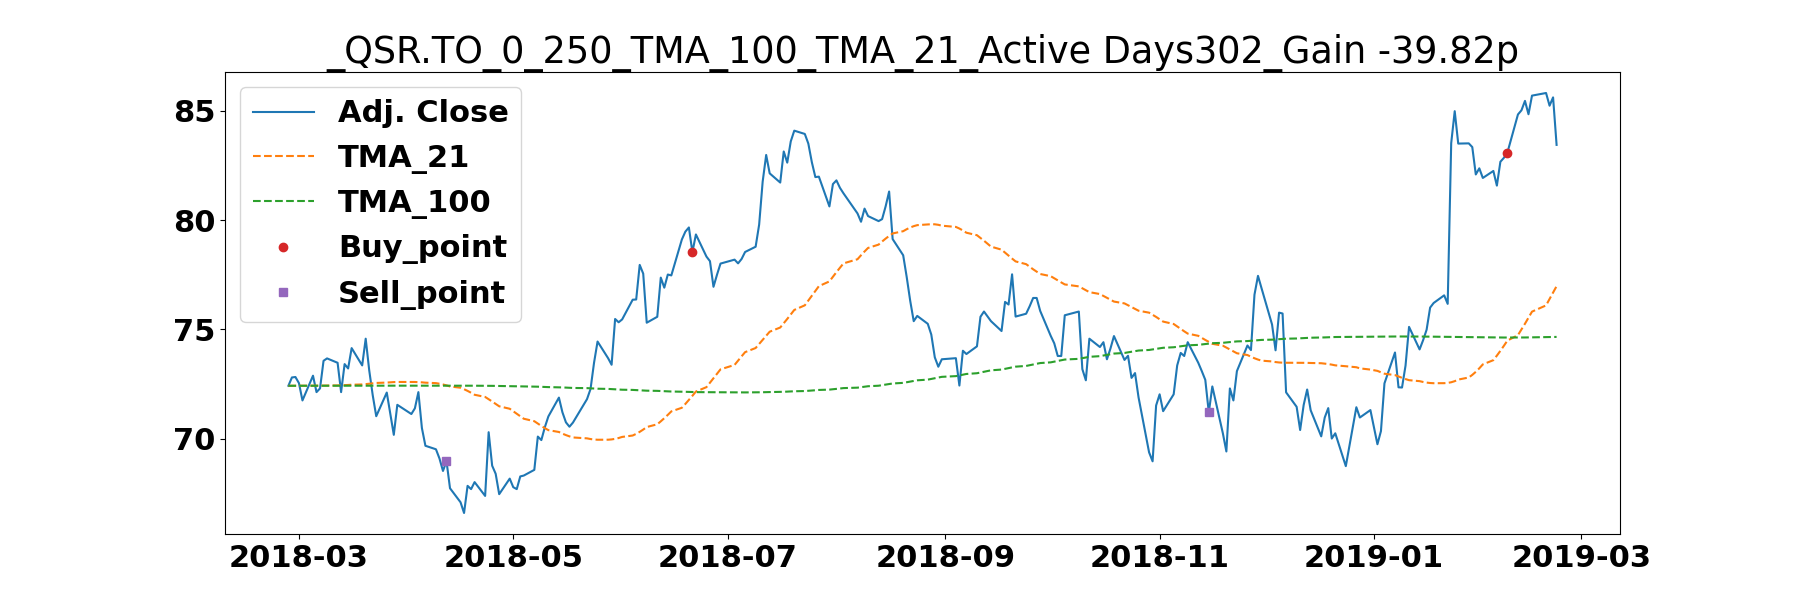 _QSR.TO_0_250_TMA_100_TMA_21_Active Days302_Gain -39.82p
Adj. Close
TMA_21
TMA_100
Buy_point
Sell_point
85
80
75
70
2018-03 2018-05 2018-07 2018-09 2018-11 2019-01 2019-03